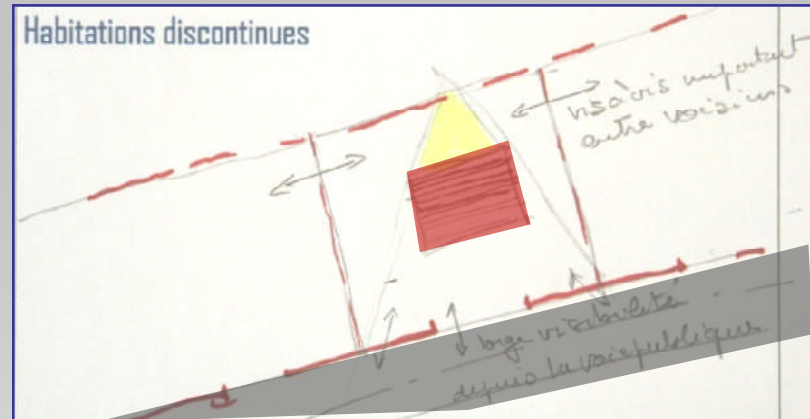 Habitations discontinues
vis à vis important
entre voisins
large visibilité
depuis la voie publique